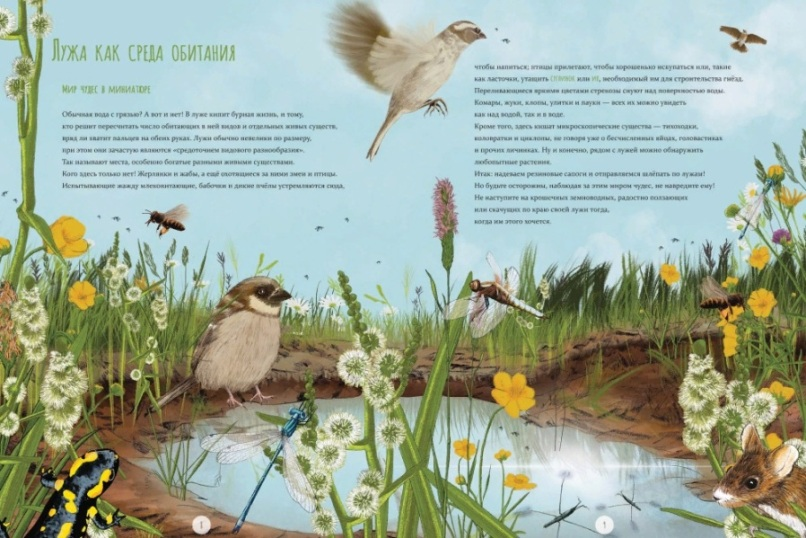 Лужа как среда обитания
Мир чудес в миниатюре
Обычная вода с грязью? А вот и нет! В луже кипит бурная жизнь, и тому,
кто решит пересчитать число обитающих в ней видов и отдельных живых существ,
вряд ли хватит пальцев на обеих руках. Лужи обычно невелики по размеру,
при этом они зачастую являются «средоточием видового разнообразия».
Так называют места, особенно богатые разными живыми существами.
Кого здесь только нет! Жерлянки и жабы, а ещё охотящиеся за ними змеи и птицы.
Испытывающие жажду млекопитающие, бабочки и дикие пчёлы устремляются сюда,
чтобы напиться; птицы прилетают, чтобы хорошенько искупаться или, такие
как ласточки, утащить глины или ил, необходимый им для строительства гнёзд.
Переливающиеся яркими цветами стрекозы снуют над поверхностью воды.
Комары, жуки, клопы, улитки и пауки — всех их можно увидеть
как над водой, так и в воде.
Кроме того, здесь кишат микроскопические существа — тихоходки,
коловратки и циклопы, не говоря уже о бесчисленных яйцах, головастиках
и прочих личинках. Ну и конечно, рядом с лужей можно обнаружить
любопытные растения.
Итак: надеваем резиновые сапоги и отправляемся шлёпать по лужам!
Но будьте осторожны, наблюдая за этим миром чудес, не навредите ему!
Не наступите на крошечных земноводных, радостно ползающих
или скачущих по краю своей лужи тогда,
когда им этого хочется.